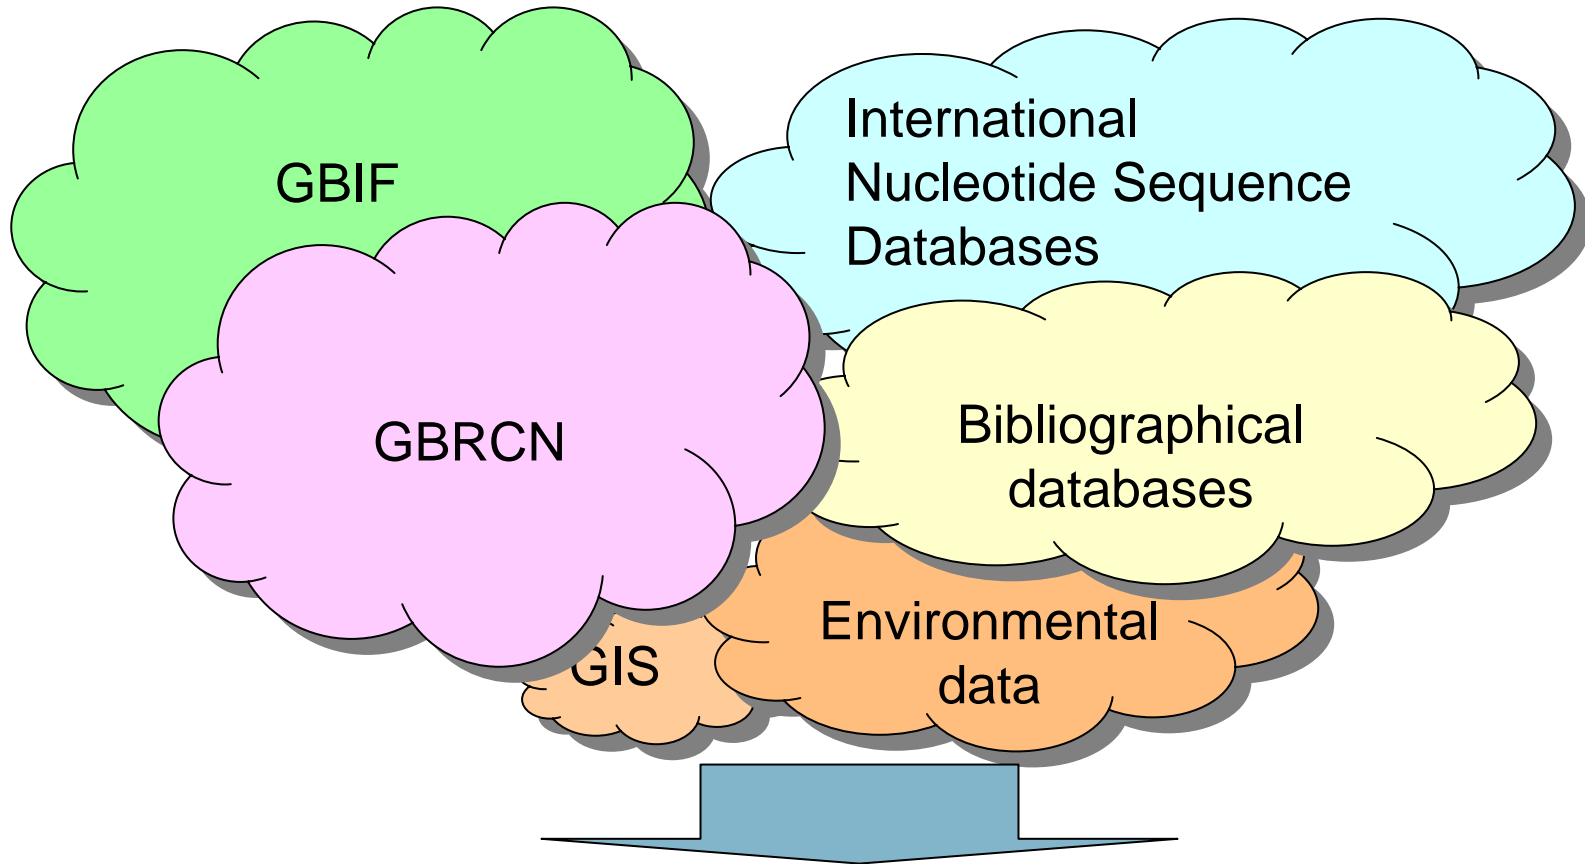 GBIF
International
Nucleotide Sequence
Databases
GBRCN
Bibliographical
databases
Environmental
data
GIS